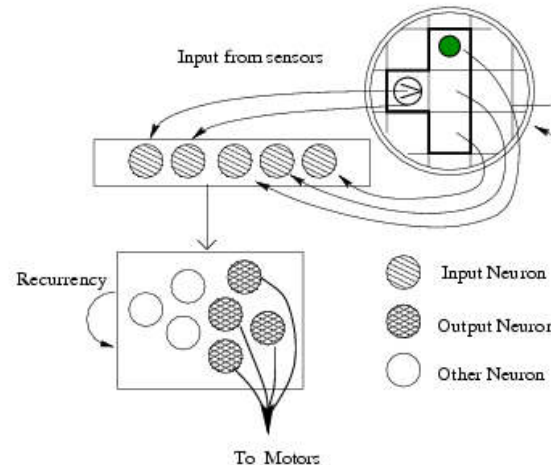 Input from sensors
Recurrency
Input Neuron
Output Neuron
Other Neuron
To Motors